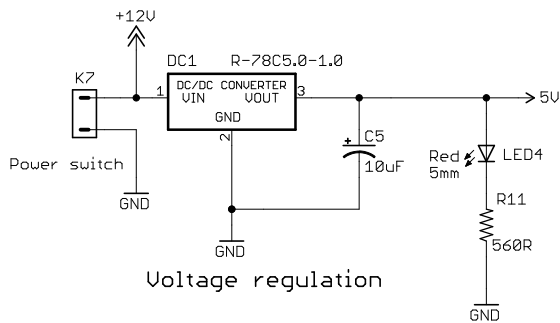 +12V
DC1 R-78C5.0-1.0
K7
DC/DC CONVERTER
1 VIN VOUT 3
GND
2
5V
C5
10uF
Red
5mm
LED4
Power switch
GND
R11
560R
GND
Voltage regulation
GND